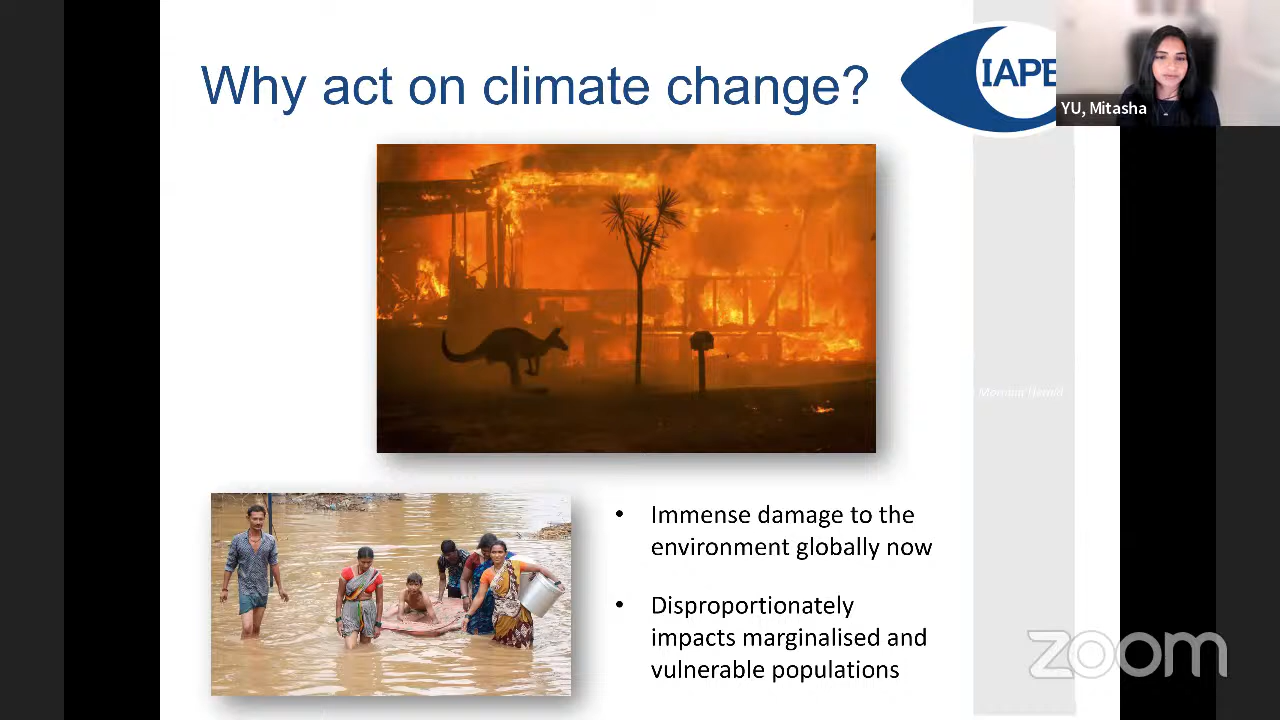 Why act on climate change?
IAPE
YU, Mitasha
• Immense damage to the
environment globally now
• Disproportionately
impacts marginalised and
vulnerable populations
zoom